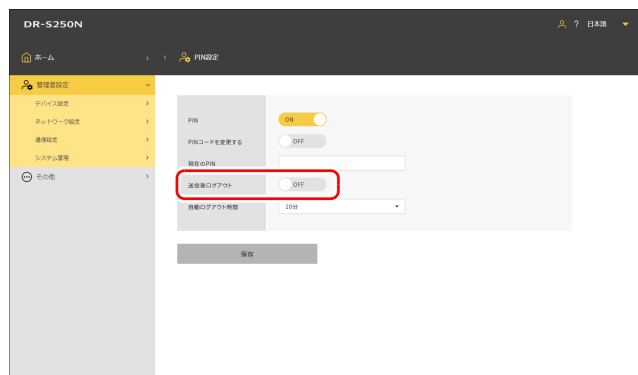 DR-S250N
? 日本語
ホーム
PIN設定
管理者設定
デバイス設定
ネットワーク設定
通信設定
システム管理
その他
PIN
ON
PINコードを変更する
OFF
現在のPIN
送信後ログアウト
OFF
自動ログアウト時間
10分
保存